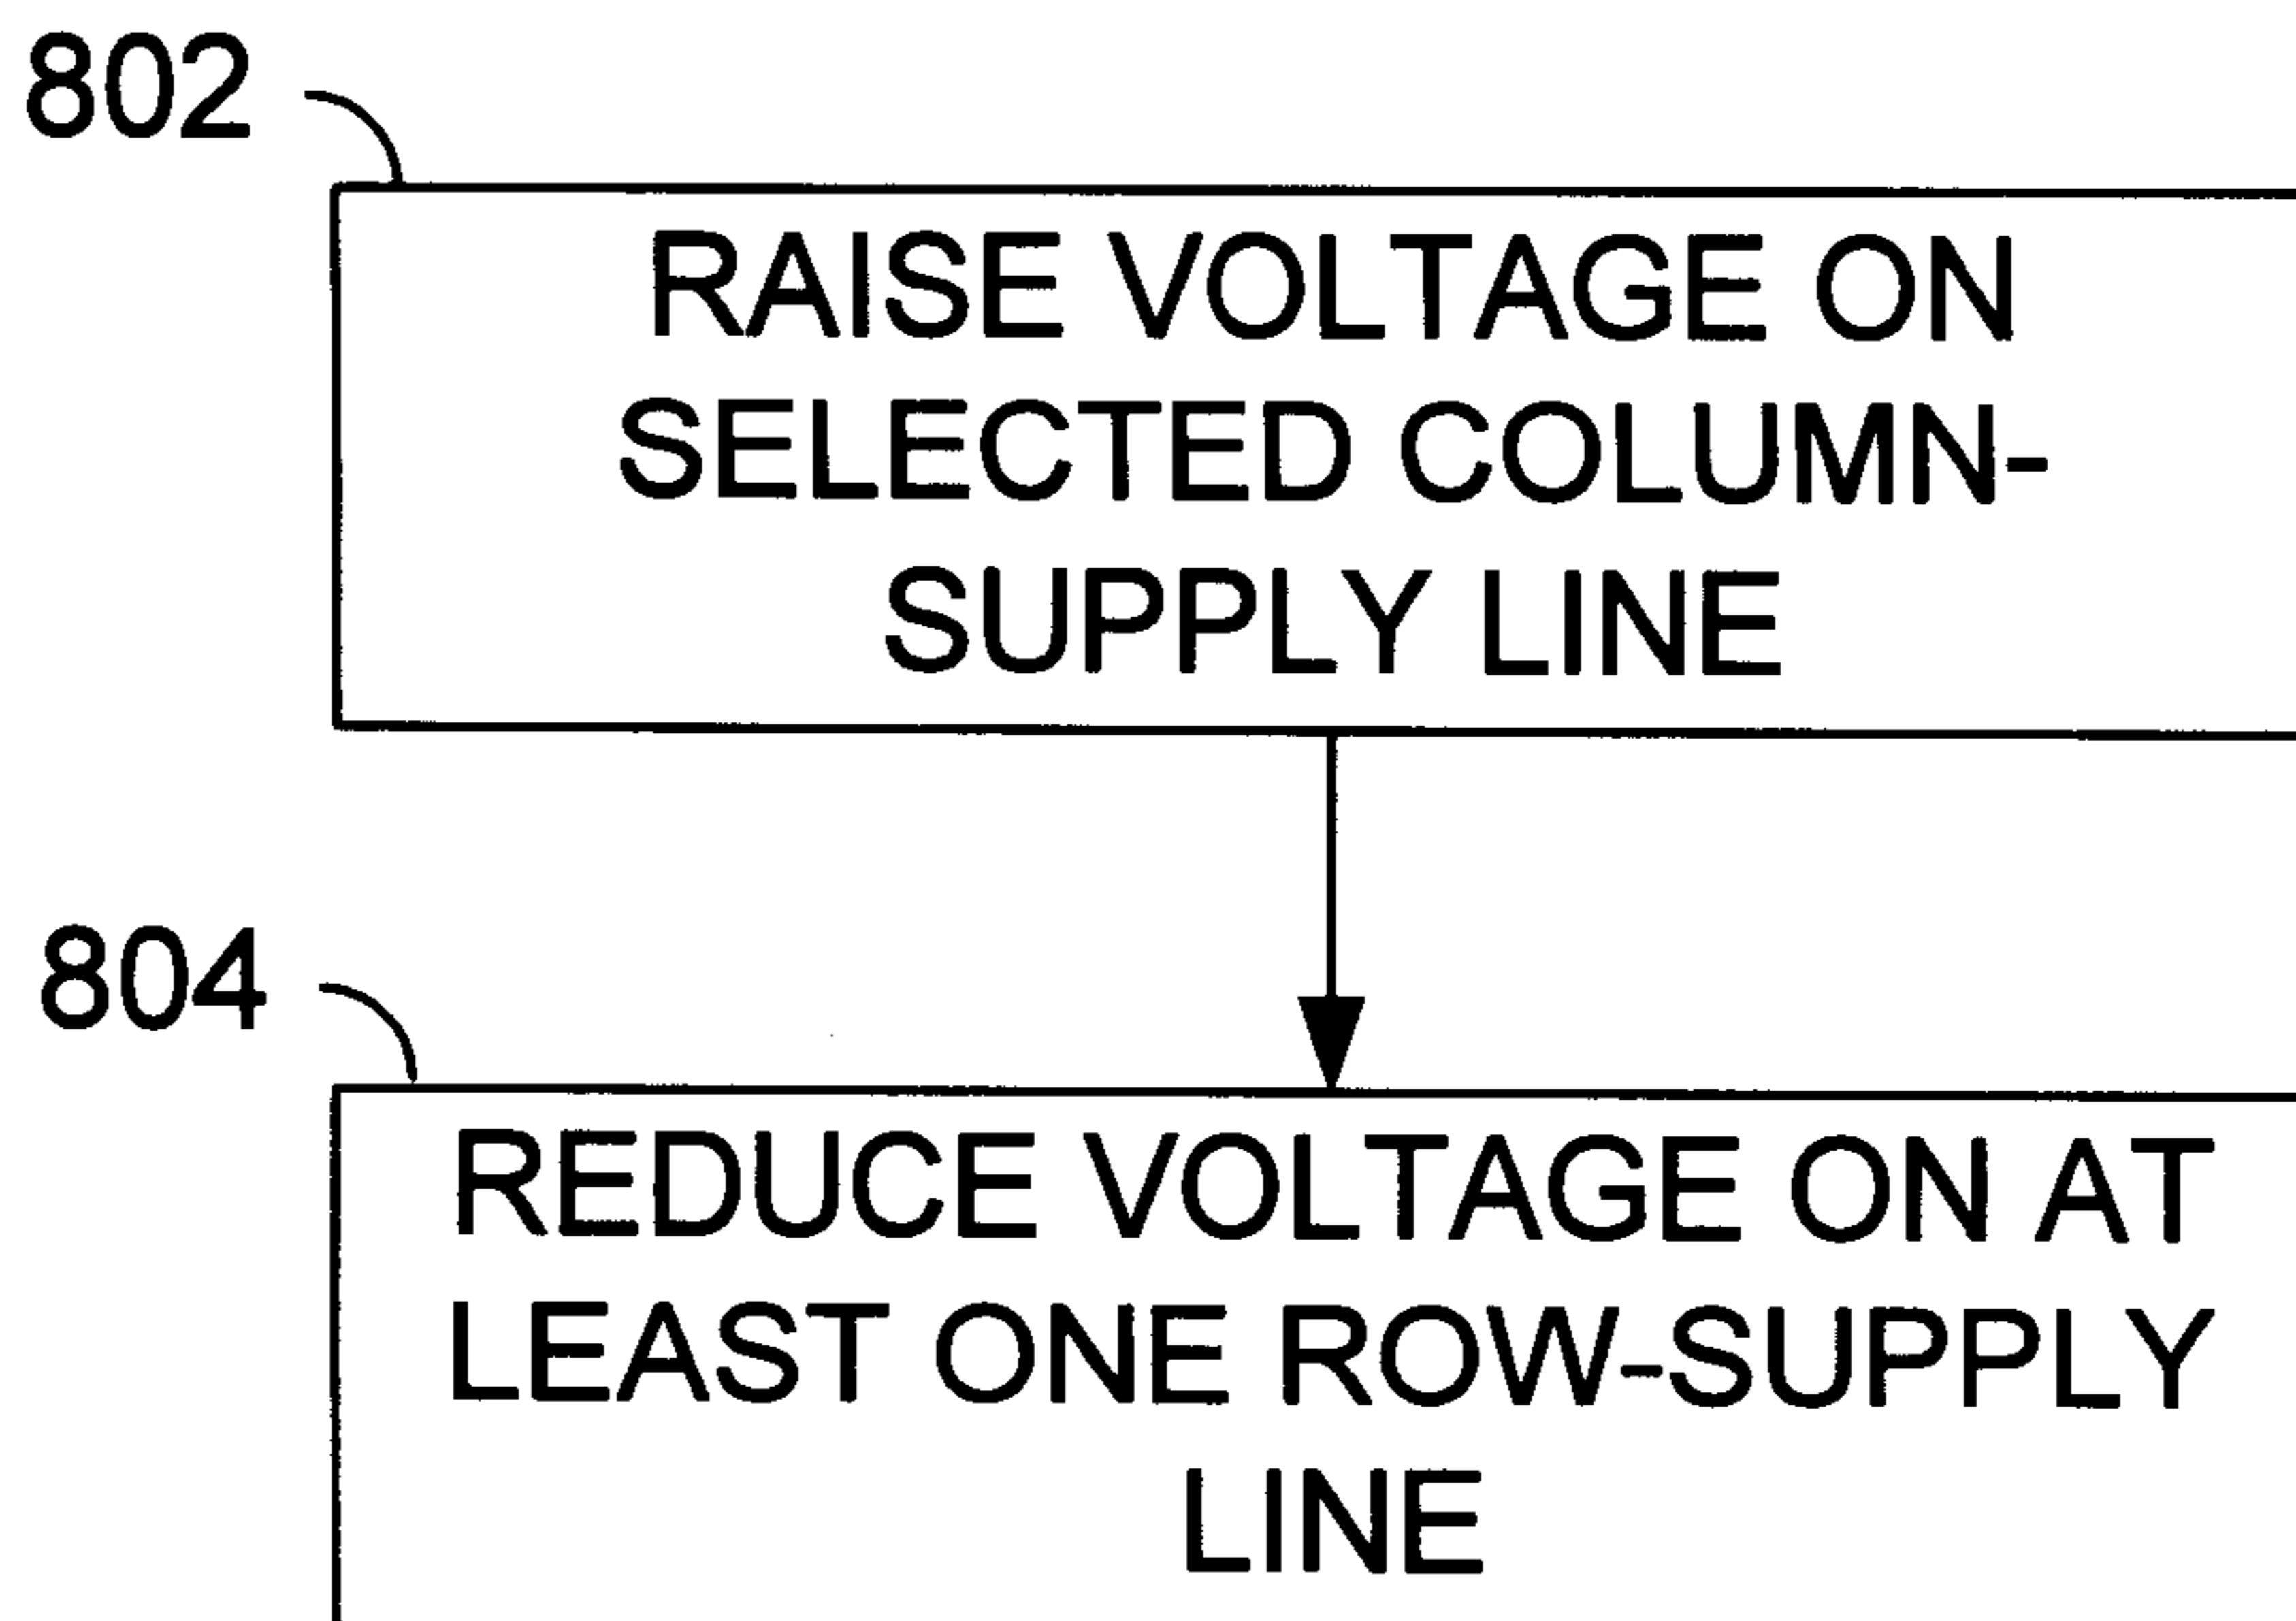 802
RAISE VOLTAGE ON
SELECTED COLUMN-
SUPPLY LINE
804
REDUCE VOLTAGE ON AT
LEAST ONE ROW-SUPPLY
LINE